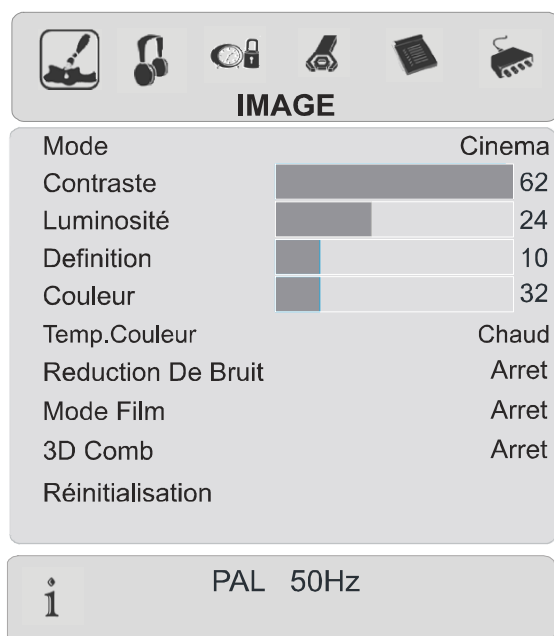 IMAGE
Mode Cinema
Contraste 62
Luminosité 24
Definition 10
Couleur 32
Temp.Couleur Chaud
Reduction De Bruit Arret
Mode Film Arret
3D Comb Arret
Réinitialisation
i PAL 50Hz